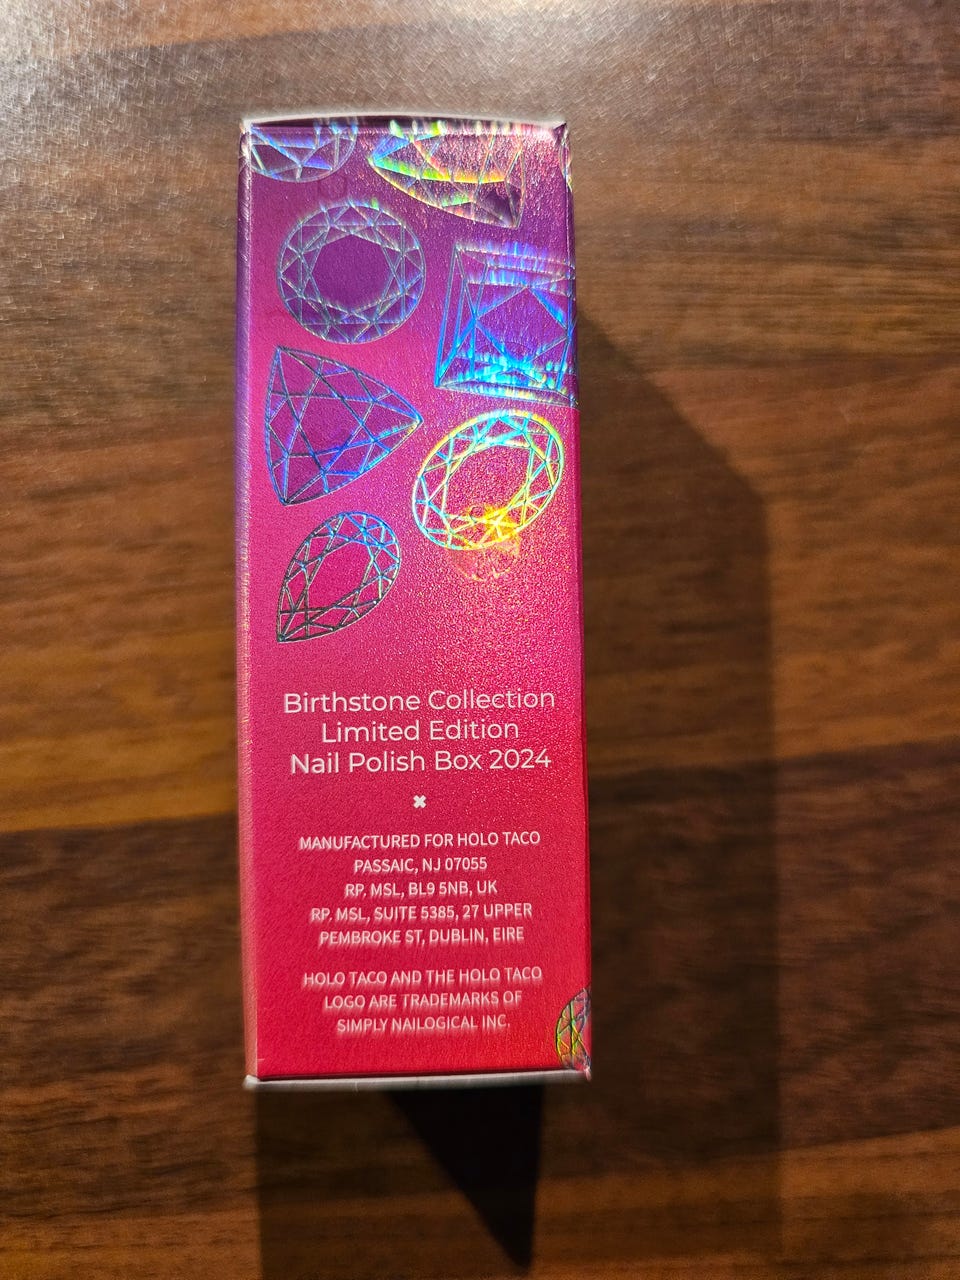 Birthstone Collection
Limited Edition
Nail Polish Box 2024
MANUFACTURED FOR HOLO TACO
PASSAIC, NJ 07055
RP. MSL, BL9 5NB, UK
RP. MSL, SUITE 5385, 27 UPPER
PEMBROKE ST, DUBLIN, EIRE
HOLO TACO AND THE HOLO TACO
LOGO ARE TRADEMARKS OF
SIMPLY NAILOGICAL INC.